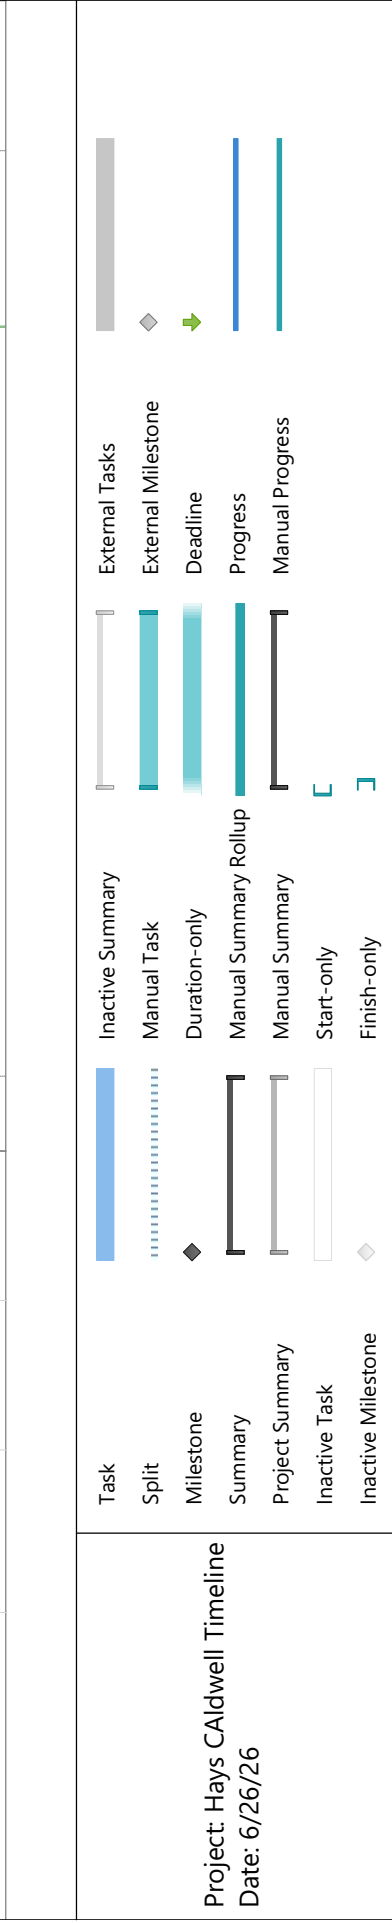 Project: Hays CAldwell Timeline
Date: 6/26/26
Task
Split
Milestone
Summary
Project Summary
Inactive Task
Inactive Milestone
Inactive Summary
Manual Task
Duration-only
Manual Summary Rollup
Manual Summary
Start-only
Finish-only
External Tasks
External Milestone
Deadline
Progress
Manual Progress